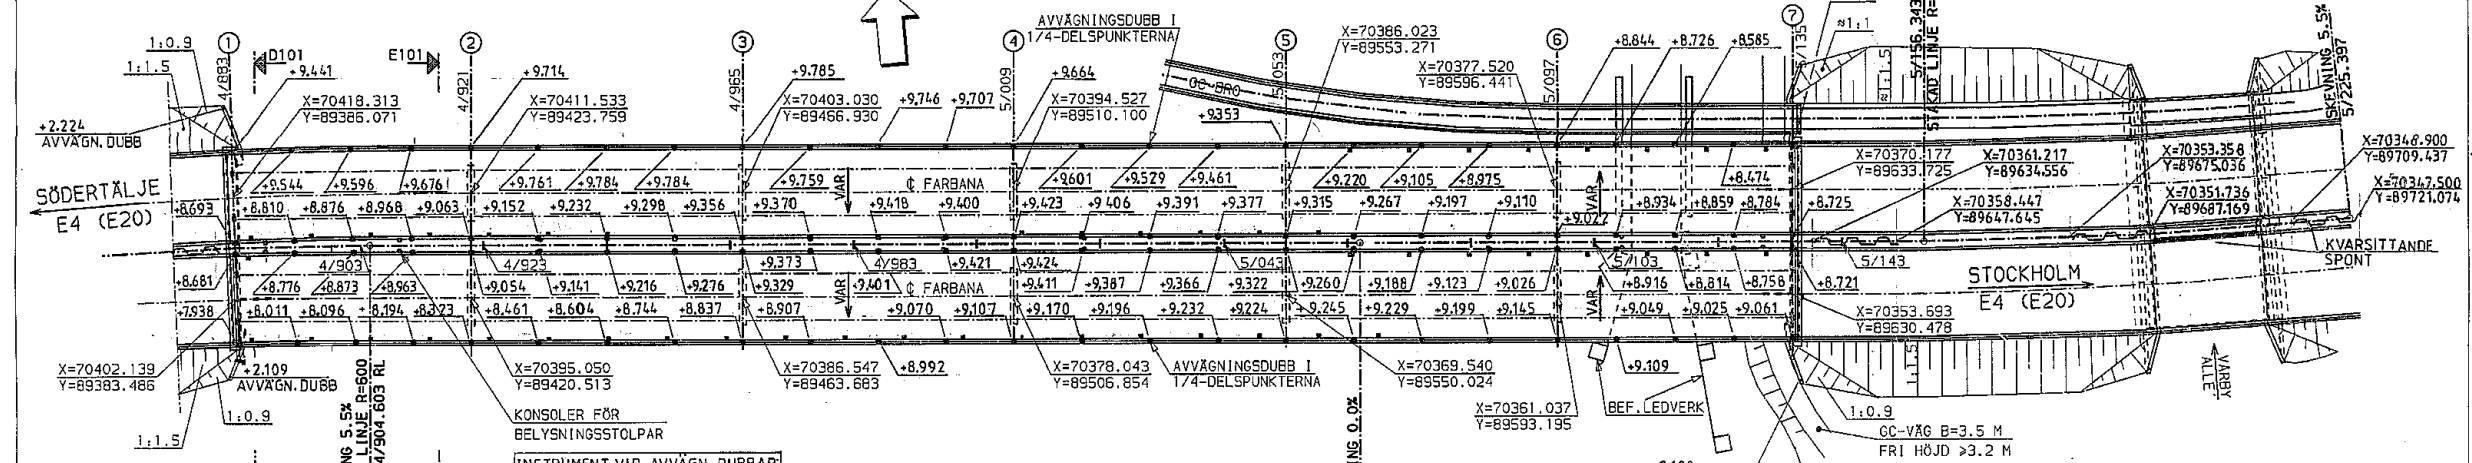 AVVÄGNINGSDUBB I
1/4-DELSPUNKTERNA
X=70386.023
Y=89553.271
1:0.9
1
D101
E101
2
3
4
5
6
7
+8.844
+8.726
+8.585
≈1:1
1:1.5
4/883
+9.441
4/921
+9.714
4/965
+9.785
5/009
+9.664
5/053
X=70377.520
Y=89596.441
5/097
5/135
≈1:1.5
5/156.343
STAKAD LINJE R=
SKEVNING 5.5%
5/225.397
X=70418.313
Y=89386.071
X=70411.533
Y=89423.759
X=70403.030
Y=89466.930
+9,746
+9,707
X=70394.527
Y=89510.100
GC-BRO
+9.353
+2.224
AVVÄGN. DUBB
X=70370.177
Y=89633.725
X=70361.217
Y=89634.556
X=70353.358
Y=89675.036
X=70348.900
Y=89709.437
SÖDERTÄLJE
E4 (E20)
+9.544
+9.596
+9.676
+9.761
+9.784
+9.784
+9.759
VAR
₵ FARBANA
+9.601
+9.529
+9.461
+9.220
+9.105
+8.975
VAR
+8.474
X=70347.500
Y=89721.074
+8.693
+8.810
+8.876
+8.968
+9.063
+9.152
+9.232
+9.298
+9.356
+9.370
+9.418
+9.400
+9.423
+9.406
+9.391
+9.377
+9.315
+9.267
+9.197
+9.110
+9.022
+8.934
+8.859
+8.784
+8.725
X=70358.447
Y=89647.645
X=70351.736
Y=89687.169
KVARSITTANDE
SPONT
4/903
4/923
+9.373
4/983
+9.421
+9.424
5/043
5/103
5/143
+8.681
+8.776
+8.873
+8.963
+9.054
+9.141
+9.216
+9.276
+9.329
VAR
+9.401
₵ FARBANA
+9.411
+9.387
+9.366
+9.322
+9.260
+9.188
+9.123
+9.026
VAR
+8.916
+8.814
+8.758
+8.721
STOCKHOLM
E4 (E20)
+7.938
+8.011
+8.096
+8.194
+8.323
+8.461
+8.604
+8.744
+8.837
+8.907
+9.070
+9.107
+9.170
+9.196
+9.232
+9.224
+9.245
+9.229
+9.199
+9.145
+9.049
+9.025
+9.061
X=70353.693
Y=89630.478
X=70402.139
Y=89383.486
+2.109
AVVÄGN.DUBB
X=70395.050
Y=89420.513
X=70386.547
Y=89463.683
+8.992
X=70378.043
Y=89506.854
AVVÄGNINGSDUBB I
1/4-DELSPUNKTERNA
X=70369.540
Y=89550.024
+9.109
1:1.5
VÅRBY
ALLÉ
1:0.9
1:1.5
LINJE R=600
4/904.603 RL
NG 5.5%
KONSOLER FÖR
BELYSNINGSSTOLPAR
ING 0.0%
X=70361.037
Y=89593.195
BEF.LEDVERK
1:0.9
GC-VÄG B=3.5 M
FRI HÖJD ≥3.2 M